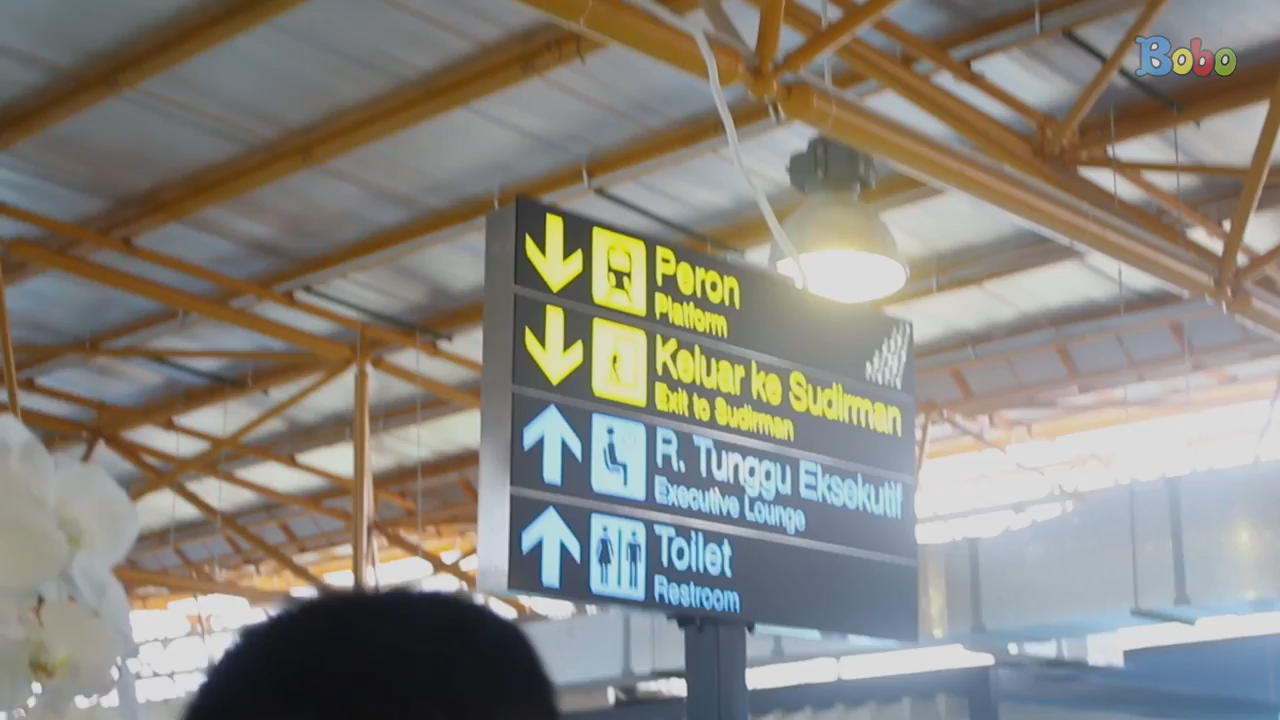 Bobo
Peron
Platform
Keluar ke Sudirman
Exit to Sudirman
R. Tunggu Eksekutif
Executive Lounge
Toilet
Restroom